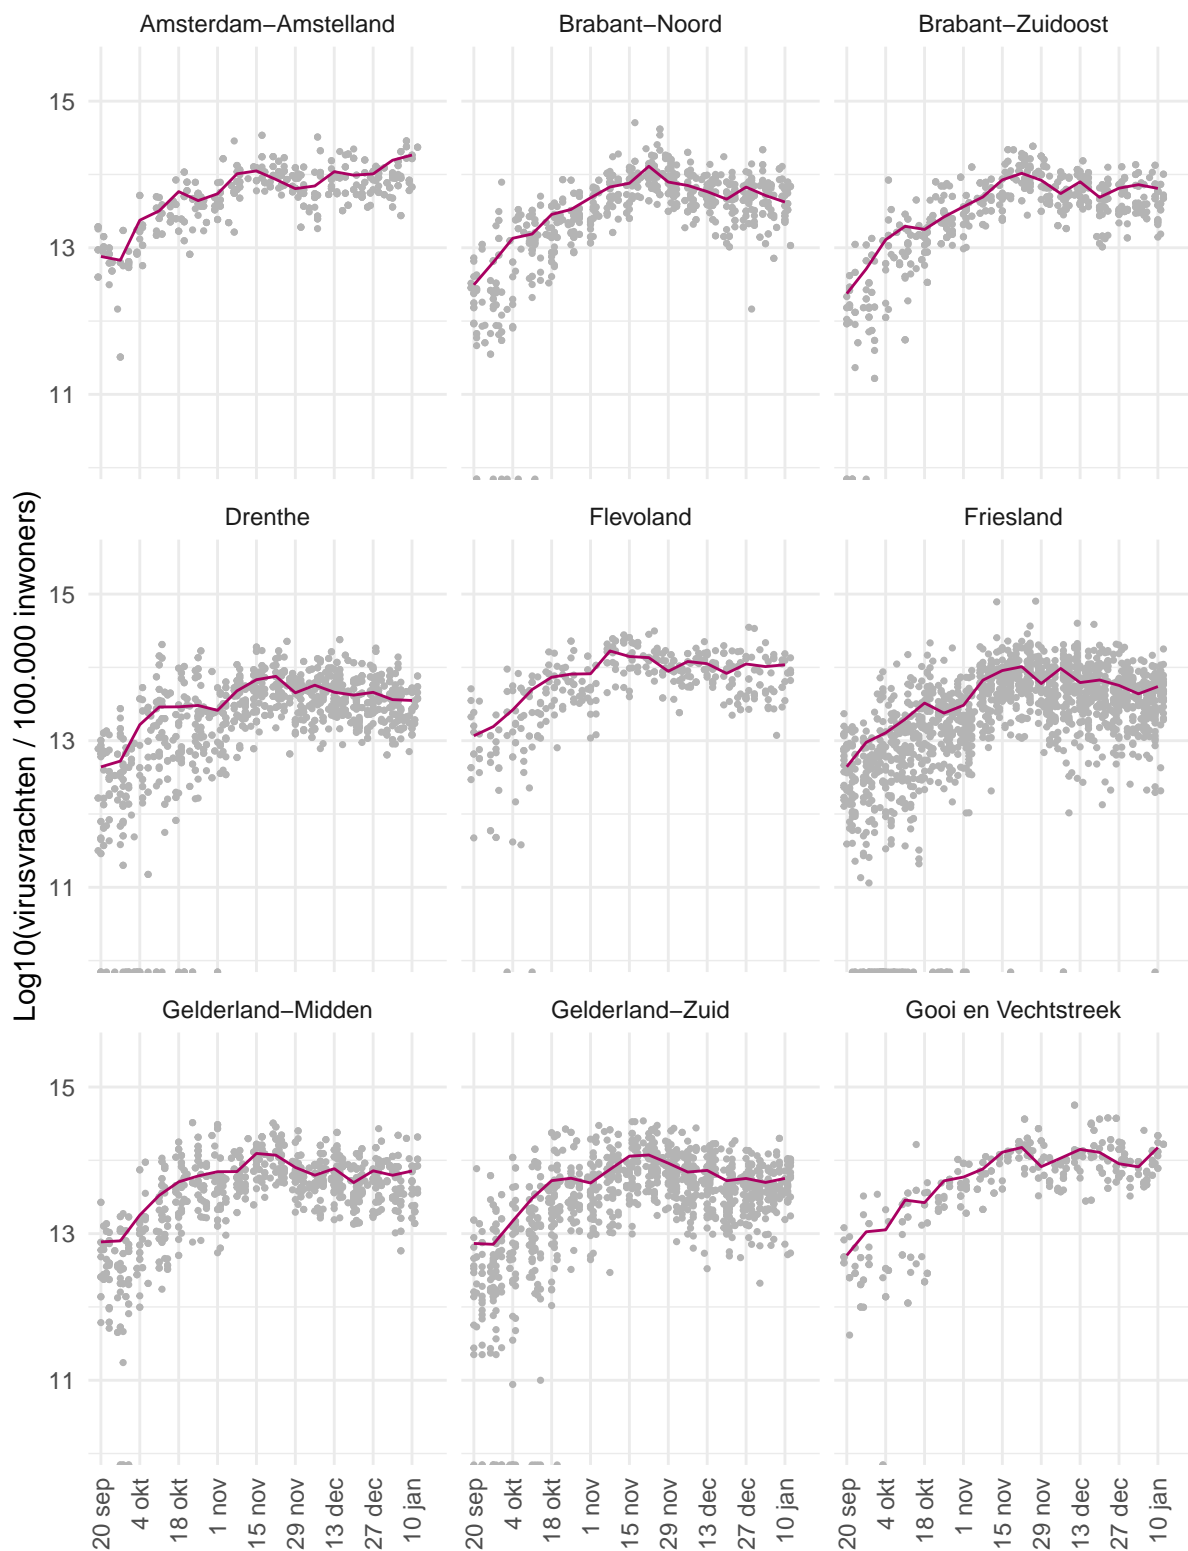 Amsterdam−Amstelland
Brabant−Noord
Brabant−Zuidoost
15
13
11
Drenthe
Flevoland
Friesland
15
13
11
Log10(virusvrachten / 100.000 inwoners)
Gelderland−Midden
Gelderland−Zuid
Gooi en Vechtstreek
15
13
11
20 sep
4 okt
18 okt
1 nov
15 nov
29 nov
13 dec
27 dec
10 jan
20 sep
4 okt
18 okt
1 nov
15 nov
29 nov
13 dec
27 dec
10 jan
20 sep
4 okt
18 okt
1 nov
15 nov
29 nov
13 dec
27 dec
10 jan